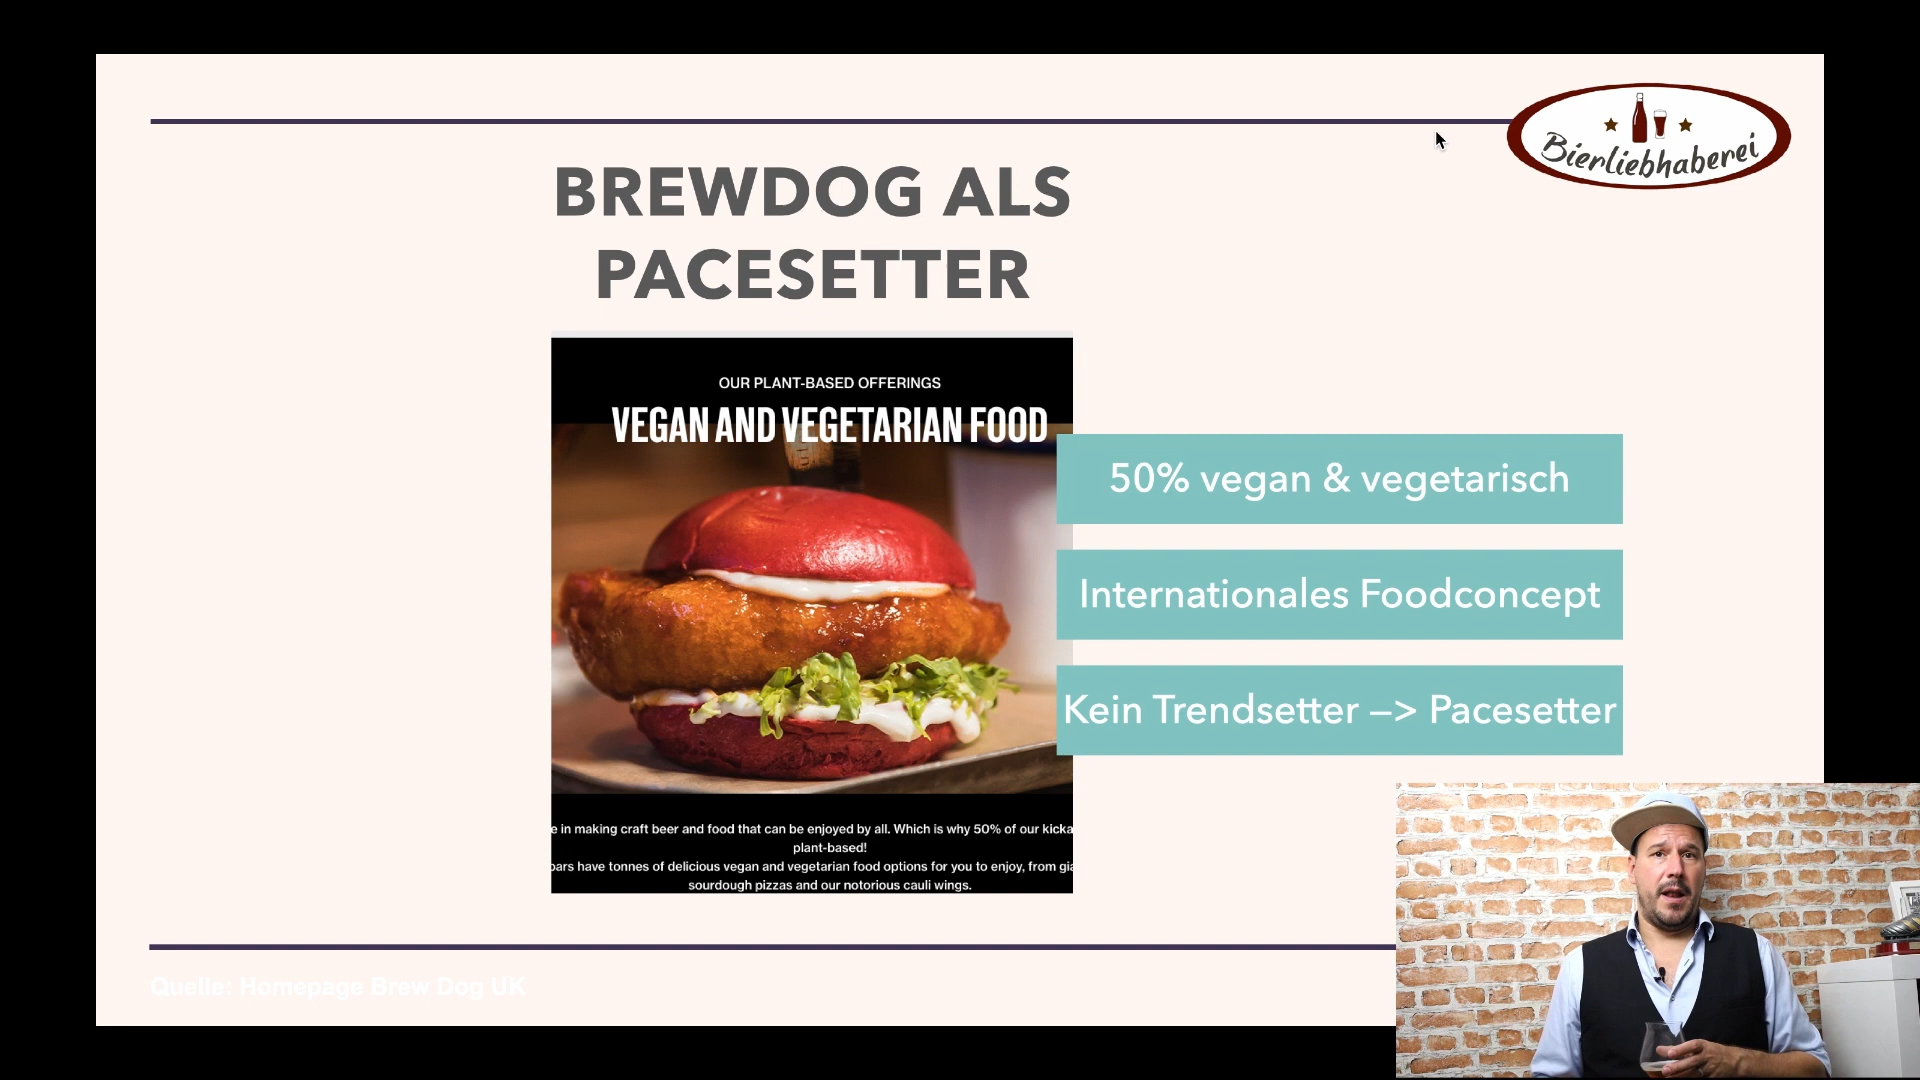 Bierliebhaberei
BREWDOG ALS
PACESETTER
OUR PLANT-BASED OFFERINGS
VEGAN AND VEGETARIAN FOOD
50% vegan & vegetarisch
Internationales Foodconcept
Kein Trendsetter –> Pacesetter
e in making craft beer and food that can be enjoyed by all. Which is why 50% of our kicka
plant-based!
bars have tonnes of delicious vegan and vegetarian food options for you to enjoy, from gia
sourdough pizzas and our notorious cauli wings.
Quelle: Homepage Brew Dog UK